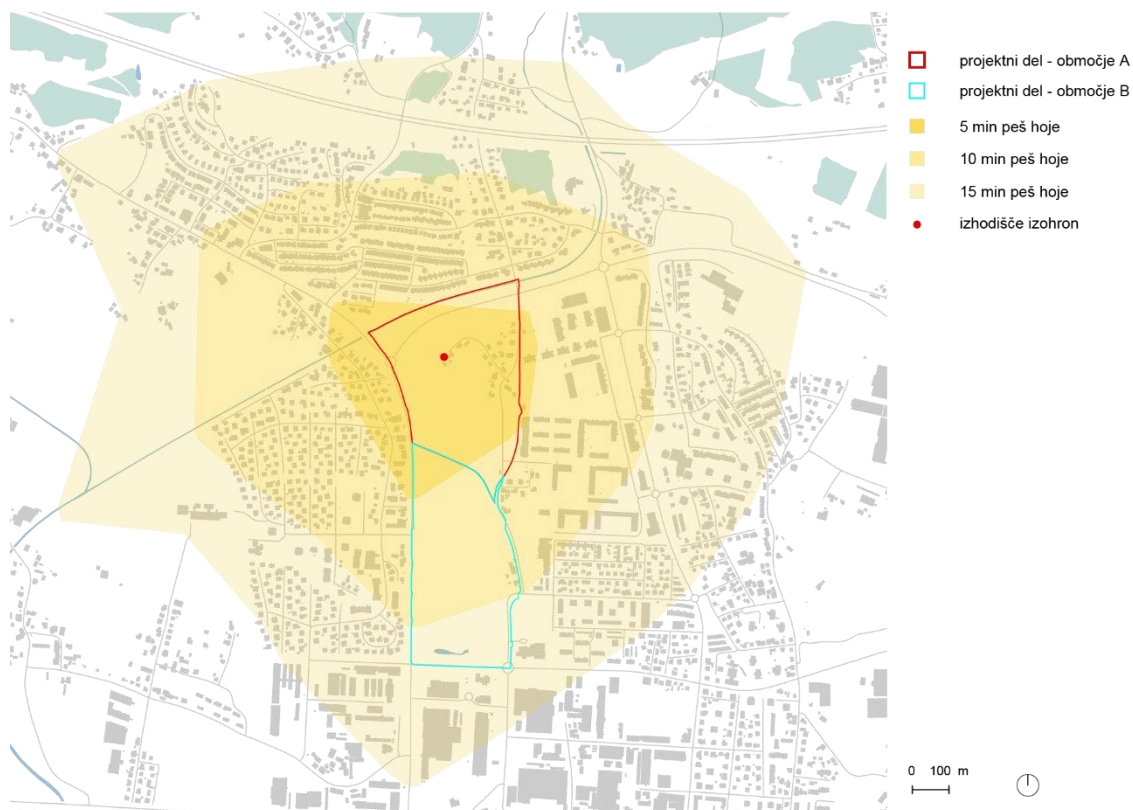 projektni del - območje A
projektni del - območje B
5 min peš hoje
10 min peš hoje
15 min peš hoje
izhodišče izohron
0 100 m